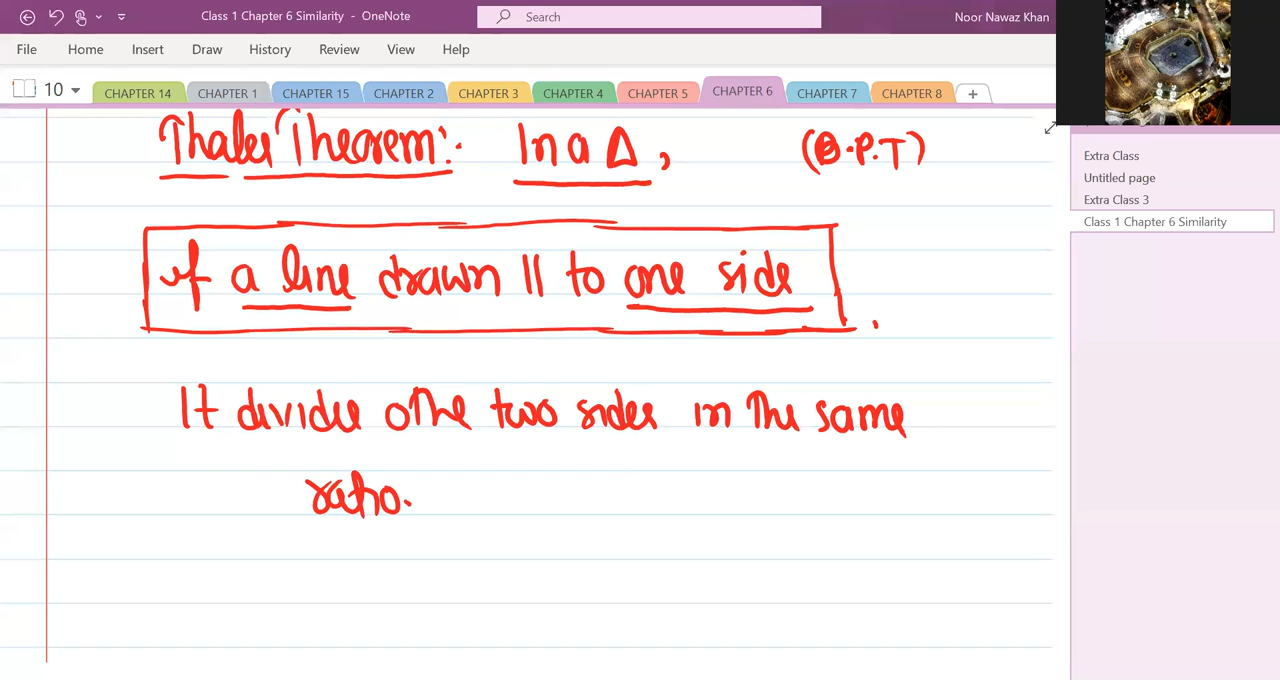 Class 1 Chapter 6 Similarity - OneNote
Search
Noor Nawaz Khan
File Home Insert Draw History Review View Help
10 CHAPTER 14 CHAPTER 1 CHAPTER 15 CHAPTER 2 CHAPTER 3 CHAPTER 4 CHAPTER 5 CHAPTER 6 CHAPTER 7 CHAPTER 8 +
Thales Theorem:- In a Δ, (B.P.T)
if a line drawn || to one side.
It divides othe two sides in the same
ratio.
Extra Class
Untitled page
Extra Class 3
Class 1 Chapter 6 Similarity